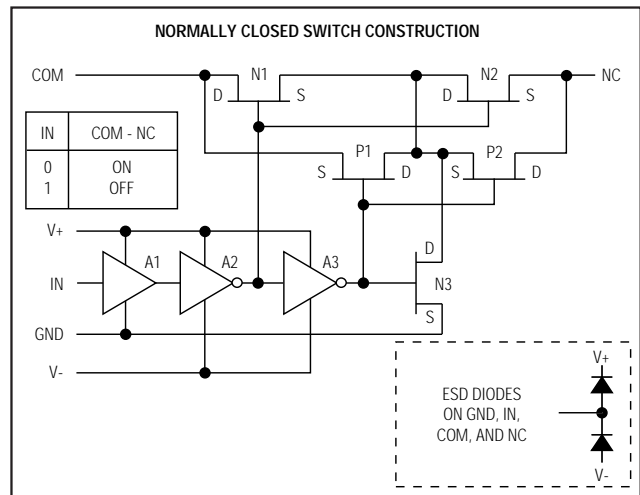 NORMALLY CLOSED SWITCH CONSTRUCTION
COM
N1
N2
NC
D
S
D
S
IN COM - NC
0 ON
1 OFF
P1
P2
S
D
S
D
V+
D
A1
A2
A3
IN
N3
S
GND
V-
V+
ESD DIODES
ON GND, IN,
COM, AND NC
V-